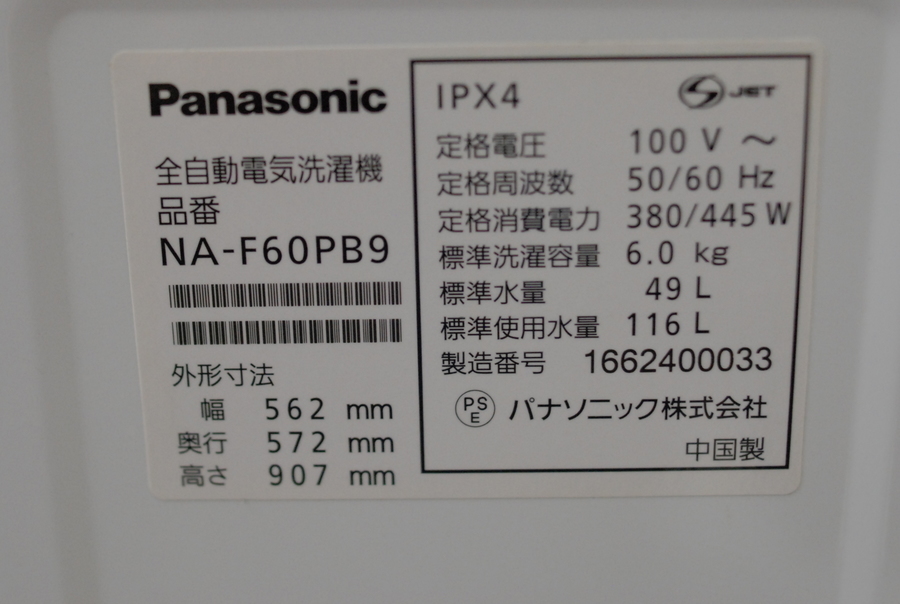 Panasonic
全自動電気洗濯機
品番
NA-F60PB9
外形寸法
幅 562 mm
奥行 572 mm
高さ 907 mm
IPX4
S JET
定格電圧 100 V ～
定格周波数 50/60 Hz
定格消費電力 380/445 W
標準洗濯容量 6.0 kg
標準水量 49 L
標準使用水量 116 L
製造番号 1662400033
PS E パナソニック株式会社
中国製